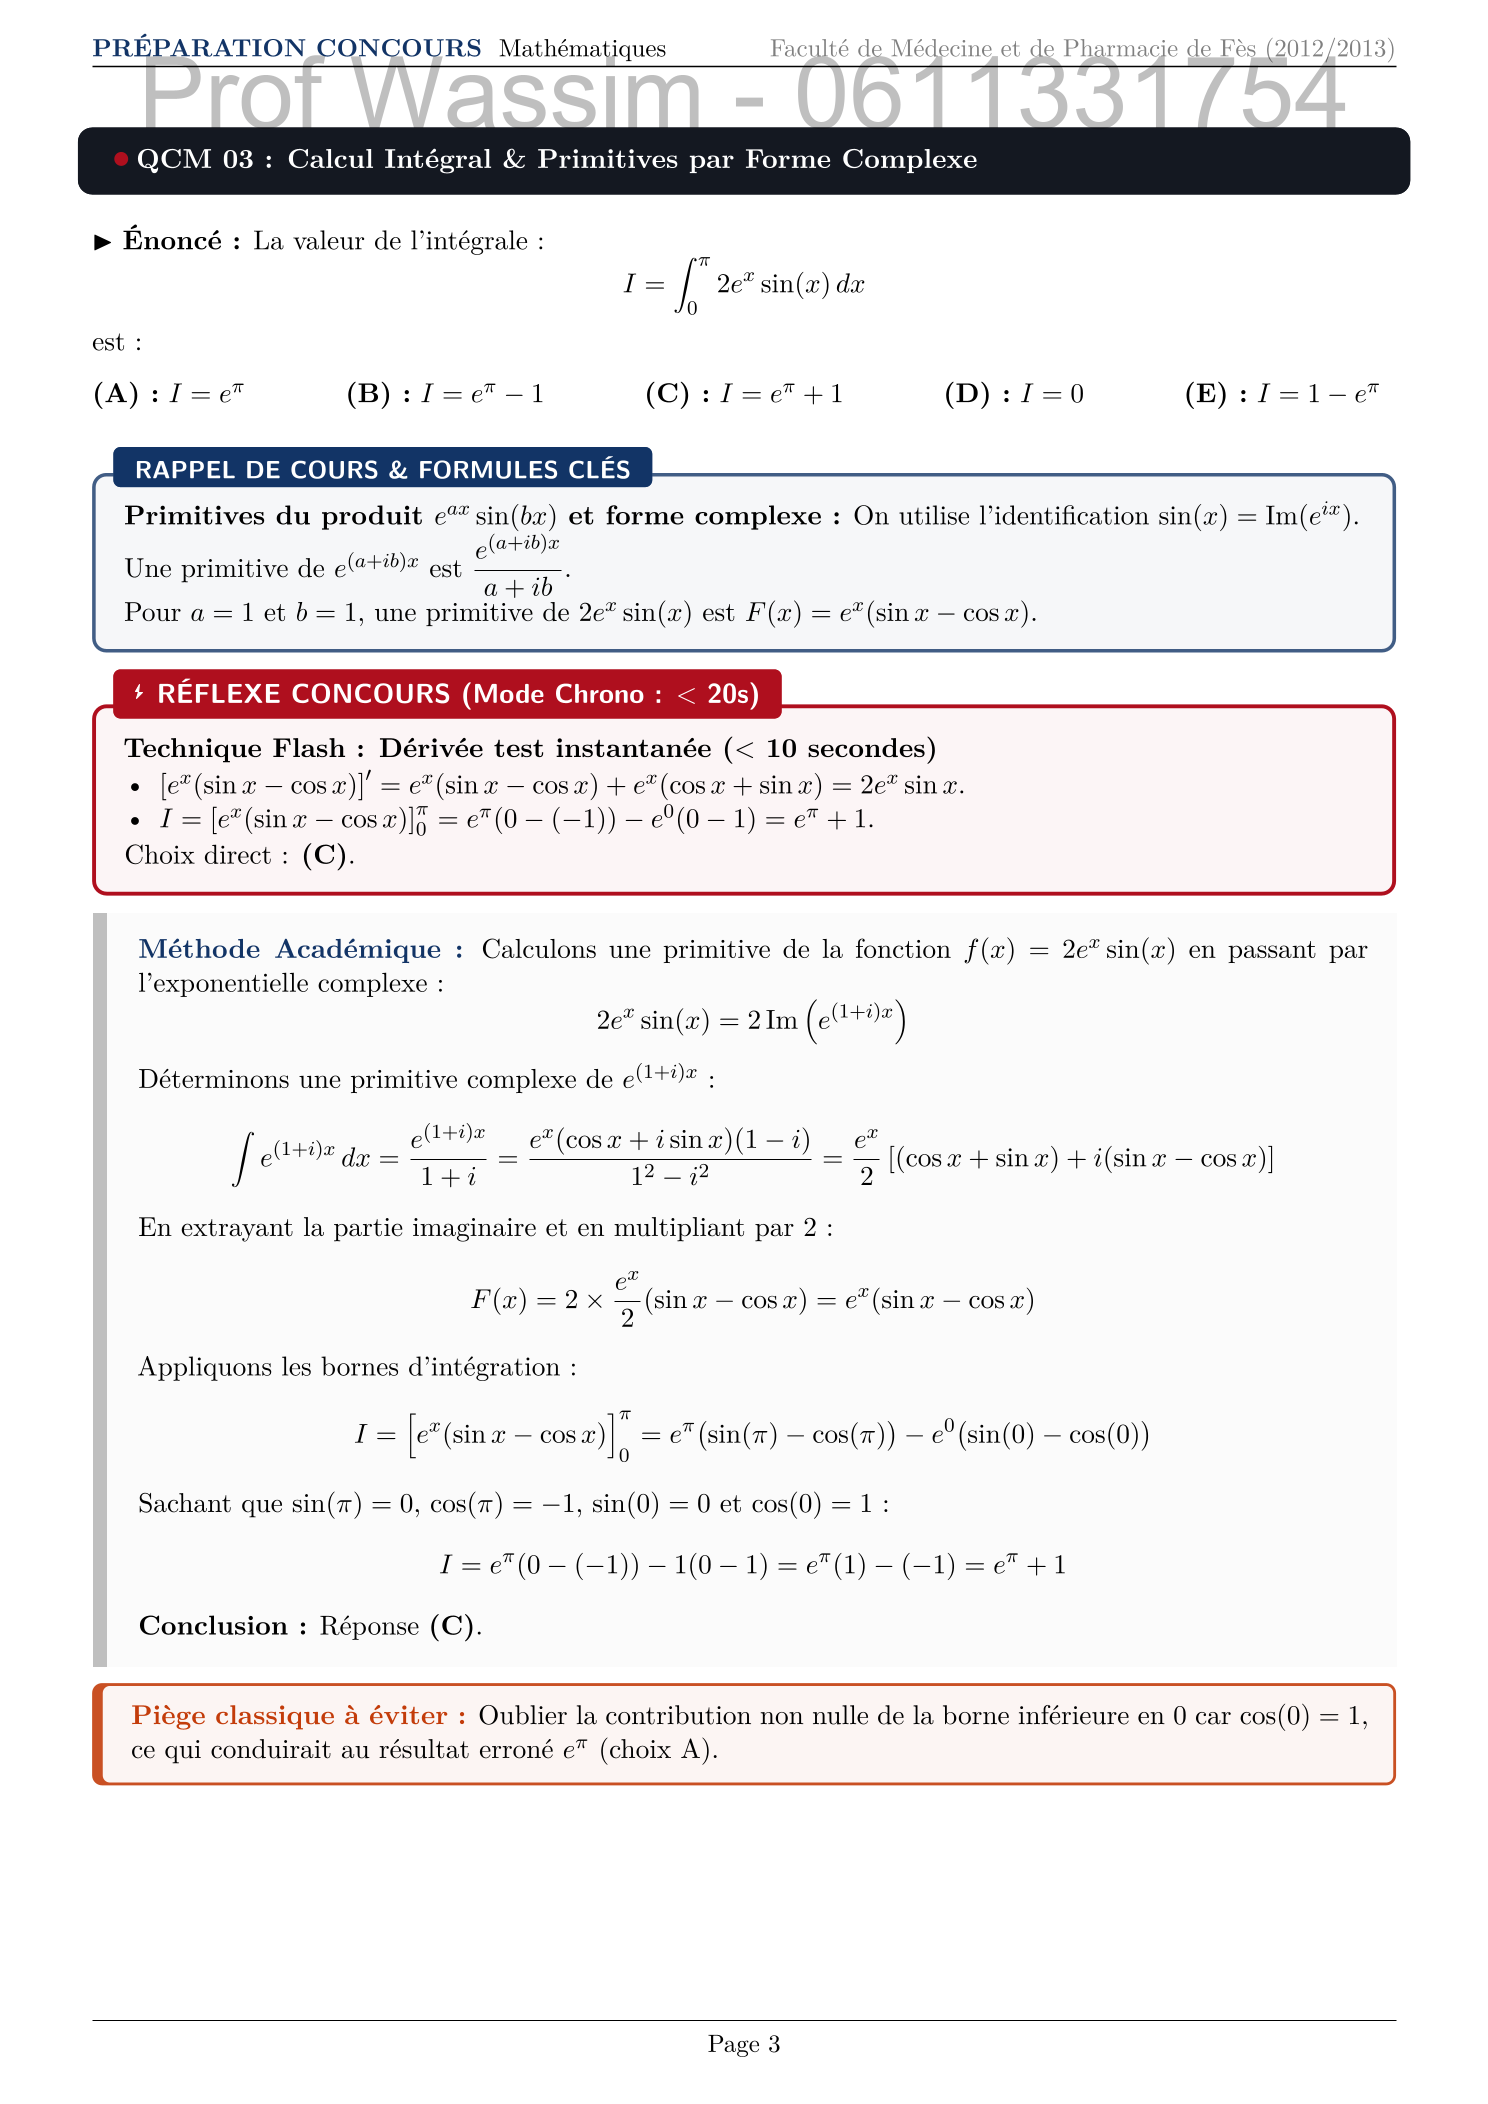 PRÉPARATION CONCOURS Mathématiques Faculté de Médecine et de Pharmacie de Fès (2012/2013)
Prof Wassim - 0611331754
QCM 03 : Calcul Intégral & Primitives par Forme Complexe
▶ Énoncé : La valeur de l'intégrale :
I = ∫₀^π 2e^x sin(x) dx
est :
(A) : I = e^π (B) : I = e^π − 1 (C) : I = e^π + 1 (D) : I = 0 (E) : I = 1 − e^π
RAPPEL DE COURS & FORMULES CLÉS
Primitives du produit e^{ax} sin(bx) et forme complexe : On utilise l'identification sin(x) = Im(e^{ix}).
Une primitive de e^{(a+ib)x} est e^{(a+ib)x}/(a + ib).
Pour a = 1 et b = 1, une primitive de 2e^x sin(x) est F(x) = e^x(sin x − cos x).
RÉFLEXE CONCOURS (Mode Chrono : < 20s)
Technique Flash : Dérivée test instantanée (< 10 secondes)
• [e^x(sin x − cos x)]′ = e^x(sin x − cos x) + e^x(cos x + sin x) = 2e^x sin x.
• I = [e^x(sin x − cos x)]₀^π = e^π(0 − (−1)) − e^0(0 − 1) = e^π + 1.
Choix direct : (C).
Méthode Académique : Calculons une primitive de la fonction f(x) = 2e^x sin(x) en passant par
l'exponentielle complexe :
2e^x sin(x) = 2 Im (e^{(1+i)x})
Déterminons une primitive complexe de e^{(1+i)x} :
∫ e^{(1+i)x} dx = e^{(1+i)x}/(1 + i) = e^x(cos x + i sin x)(1 − i)/(1² − i²) = e^x/2 [(cos x + sin x) + i(sin x − cos x)]
En extrayant la partie imaginaire et en multipliant par 2 :
F(x) = 2 × e^x/2 (sin x − cos x) = e^x(sin x − cos x)
Appliquons les bornes d'intégration :
I = [e^x(sin x − cos x)]₀^π = e^π(sin(π) − cos(π)) − e^0(sin(0) − cos(0))
Sachant que sin(π) = 0, cos(π) = −1, sin(0) = 0 et cos(0) = 1 :
I = e^π(0 − (−1)) − 1(0 − 1) = e^π(1) − (−1) = e^π + 1
Conclusion : Réponse (C).
Piège classique à éviter : Oublier la contribution non nulle de la borne inférieure en 0 car cos(0) = 1,
ce qui conduirait au résultat erroné e^π (choix A).
Page 3